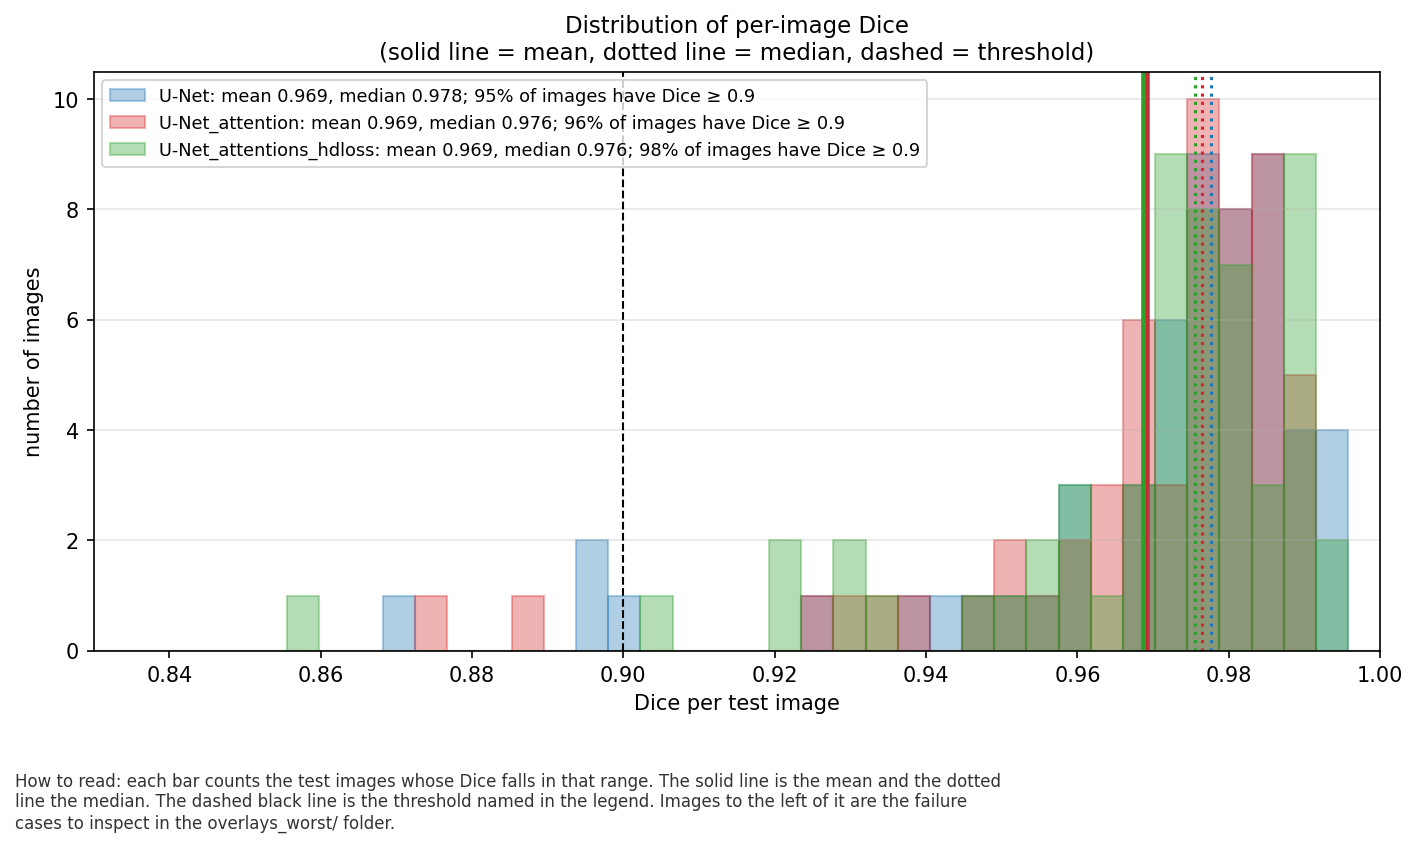 Distribution of per-image Dice
(solid line = mean, dotted line = median, dashed = threshold)
U-Net: mean 0.969, median 0.978; 95% of images have Dice ≥ 0.9
U-Net_attention: mean 0.969, median 0.976; 96% of images have Dice ≥ 0.9
U-Net_attentions_hdloss: mean 0.969, median 0.976; 98% of images have Dice ≥ 0.9
number of images
10
8
6
4
2
0
0.84 0.86 0.88 0.90 0.92 0.94 0.96 0.98 1.00
Dice per test image
How to read: each bar counts the test images whose Dice falls in that range. The solid line is the mean and the dotted
line the median. The dashed black line is the threshold named in the legend. Images to the left of it are the failure
cases to inspect in the overlays_worst/ folder.